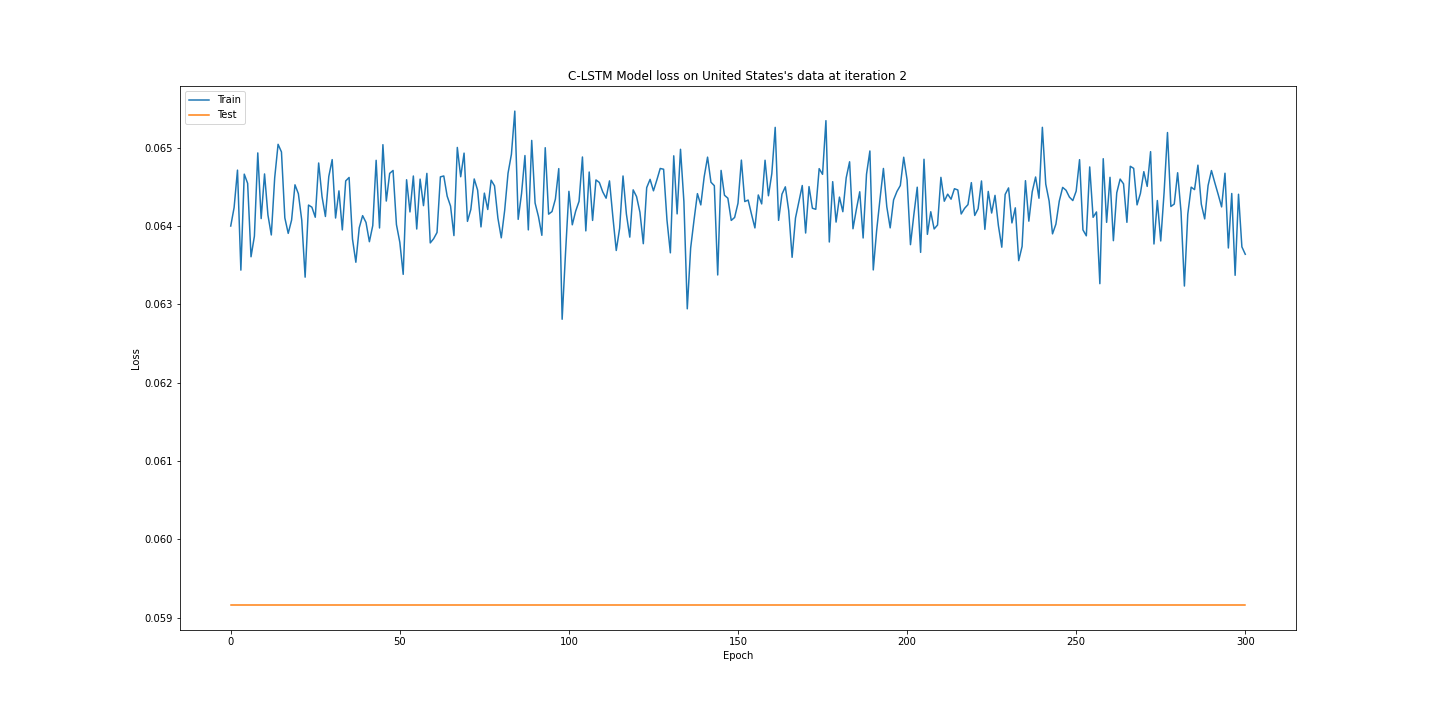 C-LSTM Model loss on United States's data at iteration 2
Train
Test
0.065
0.064
0.063
0.062
0.061
0.060
0.059
Loss
0 50 100 150 200 250 300
Epoch